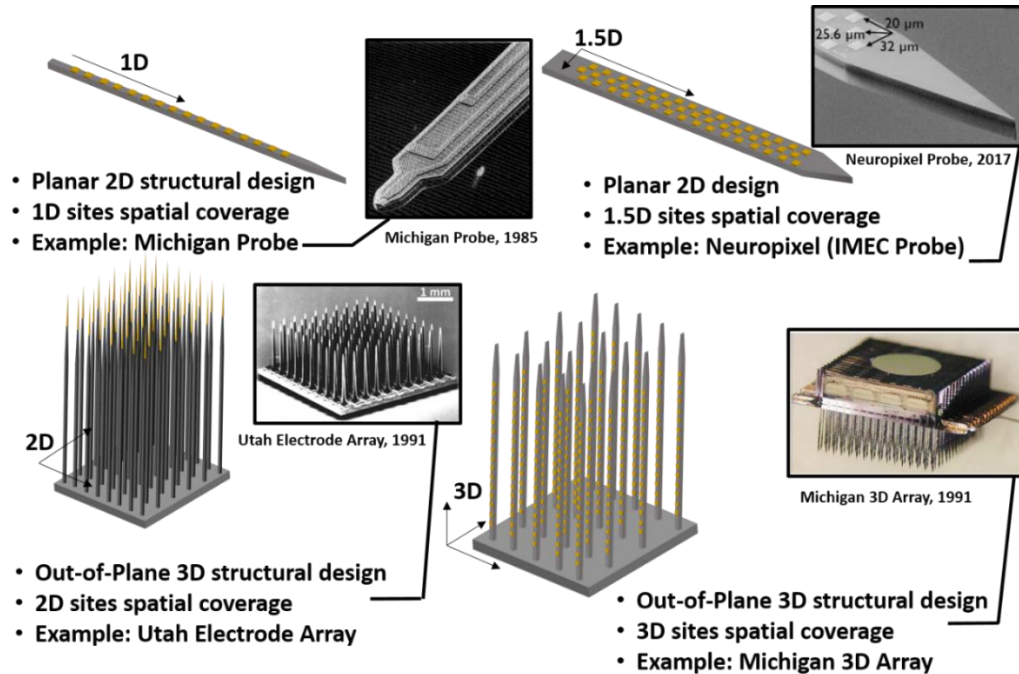 1D
• Planar 2D structural design
• 1D sites spatial coverage
• Example: Michigan Probe
Michigan Probe, 1985
1.5D
20 µm
25.6 µm
32 µm
Neuropixel Probe, 2017
• Planar 2D design
• 1.5D sites spatial coverage
• Example: Neuropixel (IMEC Probe)
2D
1 mm
Utah Electrode Array, 1991
• Out-of-Plane 3D structural design
• 2D sites spatial coverage
• Example: Utah Electrode Array
3D
Michigan 3D Array, 1991
• Out-of-Plane 3D structural design
• 3D sites spatial coverage
• Example: Michigan 3D Array